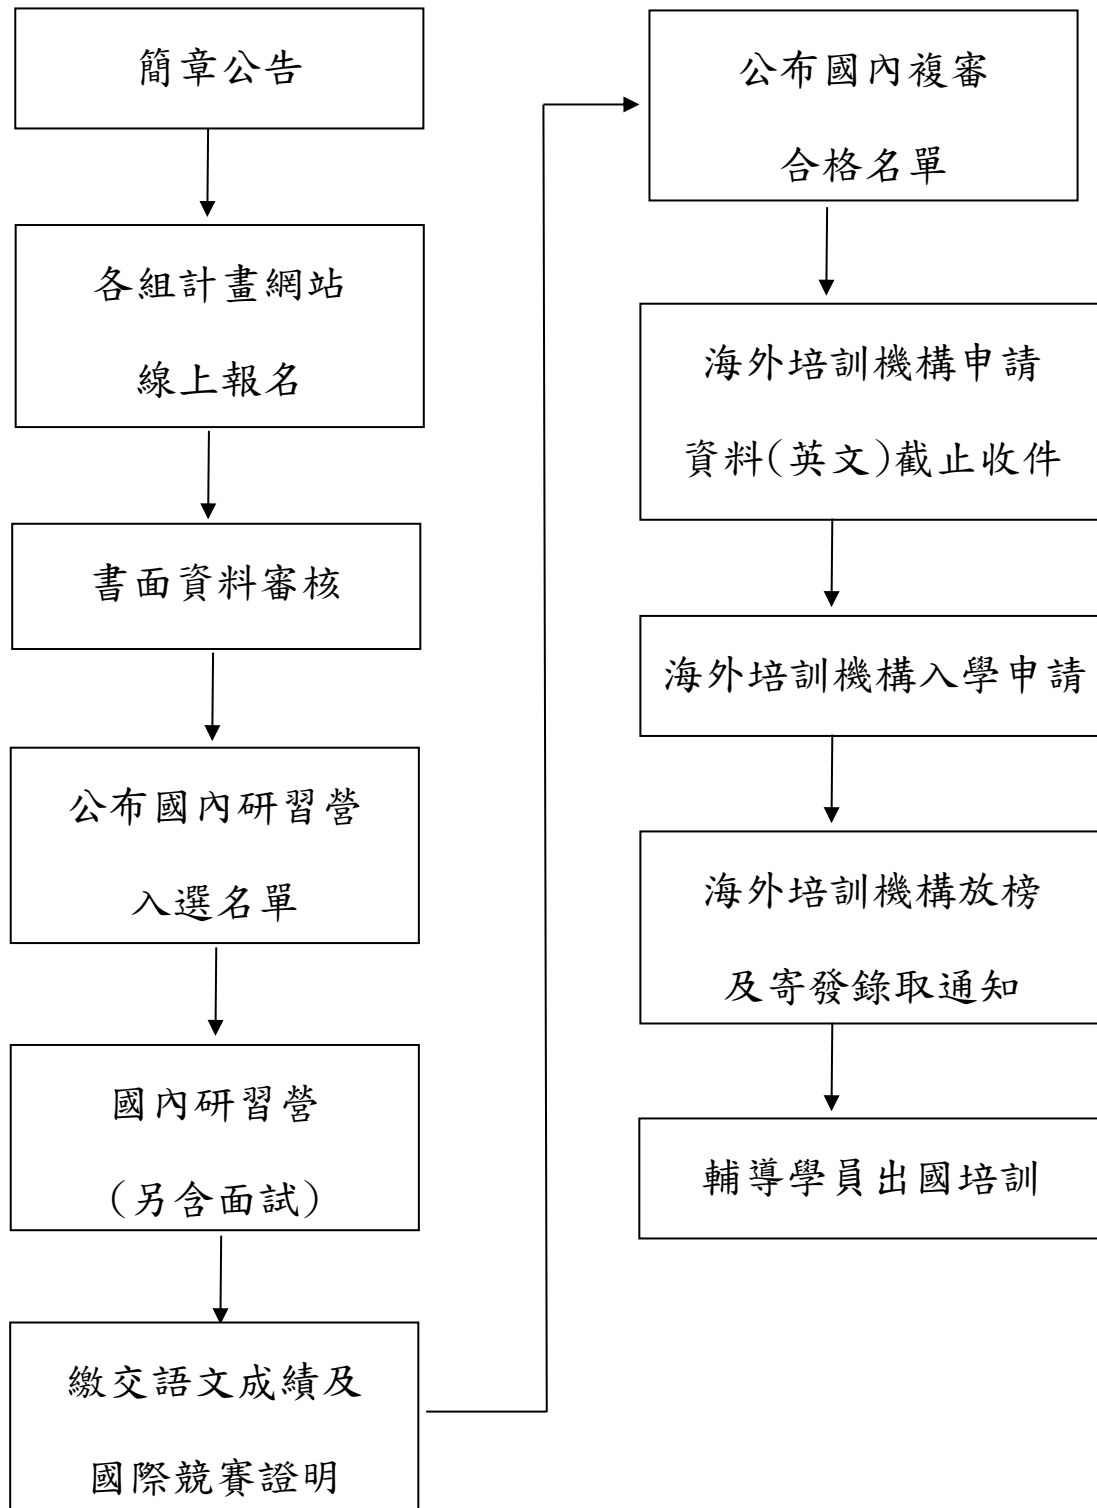 簡章公告
各組計畫網站
線上報名
書面資料審核
公布國內研習營
入選名單
國內研習營
(另含面試)
繳交語文成績及
國際競賽證明
公布國內複審
合格名單
海外培訓機構申請
資料(英文)截止收件
海外培訓機構入學申請
海外培訓機構放榜
及寄發錄取通知
輔導學員出國培訓